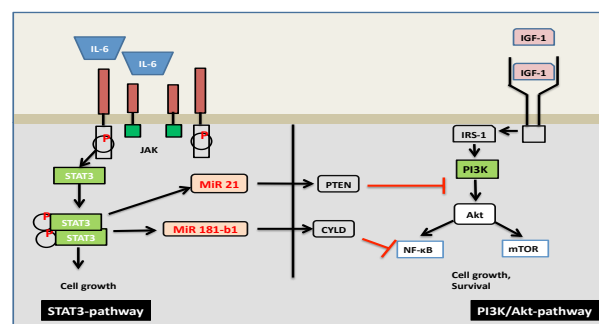 IL-6
IL-6
IGF-1
IGF-1
P
P
JAK
IRS-1
STAT3
MiR 21
PTEN
PI3K
P
STAT3
P
STAT3
MiR 181-b1
CYLD
Akt
NF-κB
mTOR
Cell growth
Cell growth,
Survival
STAT3-pathway
PI3K/Akt-pathway